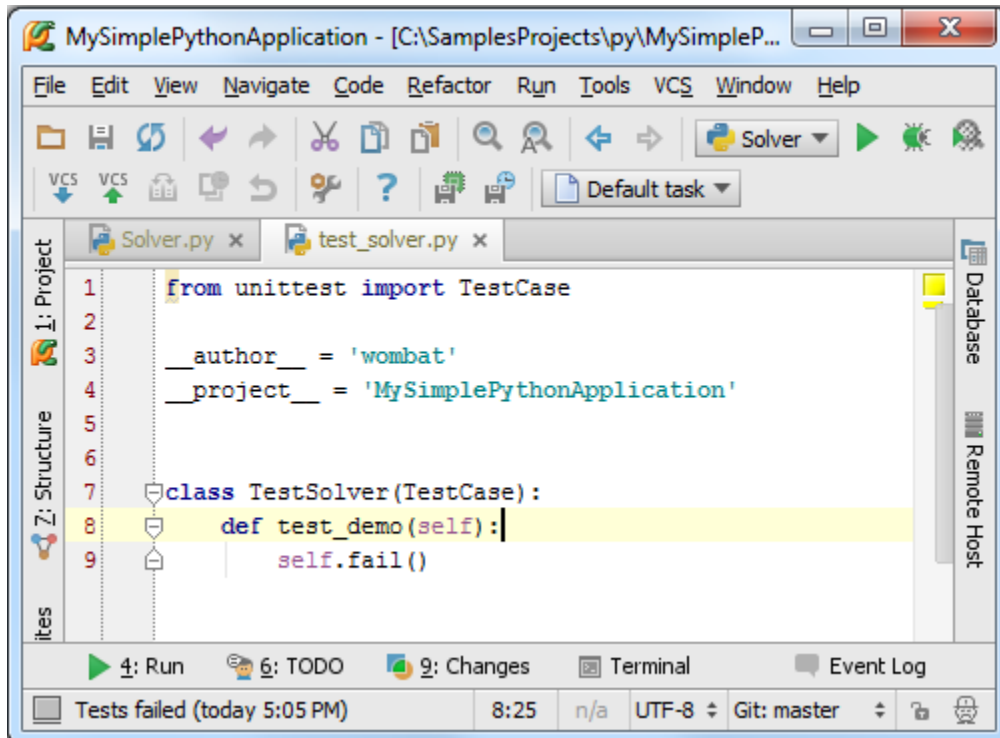 MySimplePythonApplication - [C:\SamplesProjects\py\MySimpleP...
File Edit View Navigate Code Refactor Run Tools VCS Window Help
Solver
VCS VCS ? Default task
Solver.py test_solver.py
1: Project
Z: Structure
ites
1 from unittest import TestCase
2
3 __author__ = 'wombat'
4 __project__ = 'MySimplePythonApplication'
5
6
7 class TestSolver(TestCase):
8 def test_demo(self):
9 self.fail()
Database
Remote Host
4: Run 6: TODO 9: Changes Terminal Event Log
Tests failed (today 5:05 PM) 8:25 n/a UTF-8 Git: master